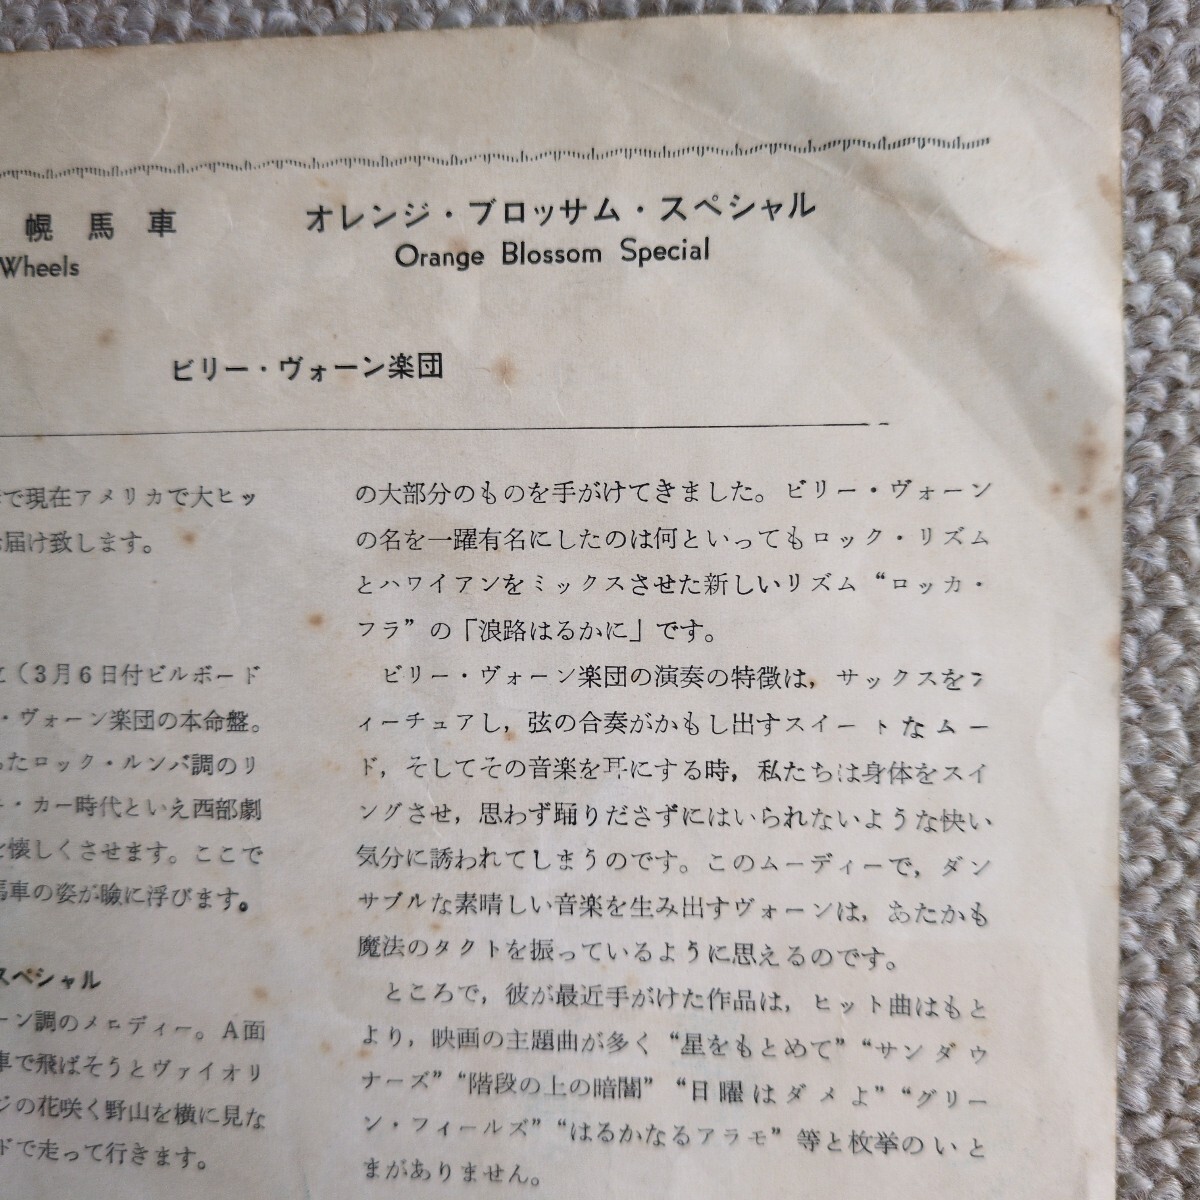 幌馬車
オレンジ・ブロッサム・スペシャル
Wheels
Orange Blossom Special
ビリー・ヴォーン楽団
で現在アメリカで大ヒッ
届け致します。
(3月6日付ビルボード
・ヴォーン楽団の本命盤。
たロック・ルンバ調のリ
・カー時代といえ西部劇
懐しくさせます。ここで
馬車の姿が瞼に浮びます。
スペシャル
ーン調のメロディー。A面
車で飛ばそうとヴァイオリ
ジの花咲く野山を横に見な
ドで走って行きます。
の大部分のものを手がけてきました。ビリー・ヴォーン
の名を一躍有名にしたのは何といってもロック・リズム
とハワイアンをミックスさせた新しいリズム“ロッカ・
フラ”の「浪路はるかに」です。
ビリー・ヴォーン楽団の演奏の特徴は，サックスをフ
ィーチュアし，弦の合奏がかもし出すスイートなムー
ド，そしてその音楽を耳にする時，私たちは身体をスイ
ングさせ，思わず踊りださずにはいられないような快い
気分に誘われてしまうのです。このムーディーで，ダン
サブルな素晴しい音楽を生み出すヴォーンは，あたかも
魔法のタクトを振っているように思えるのです。
ところで，彼が最近手がけた作品は，ヒット曲はもと
より，映画の主題曲が多く“星をもとめて”“サンダウ
ナーズ”“階段の上の暗闇”“日曜はダメよ”“グリー
ン・フィールズ”“はるかなるアラモ”等と枚挙のいと
まがありません。